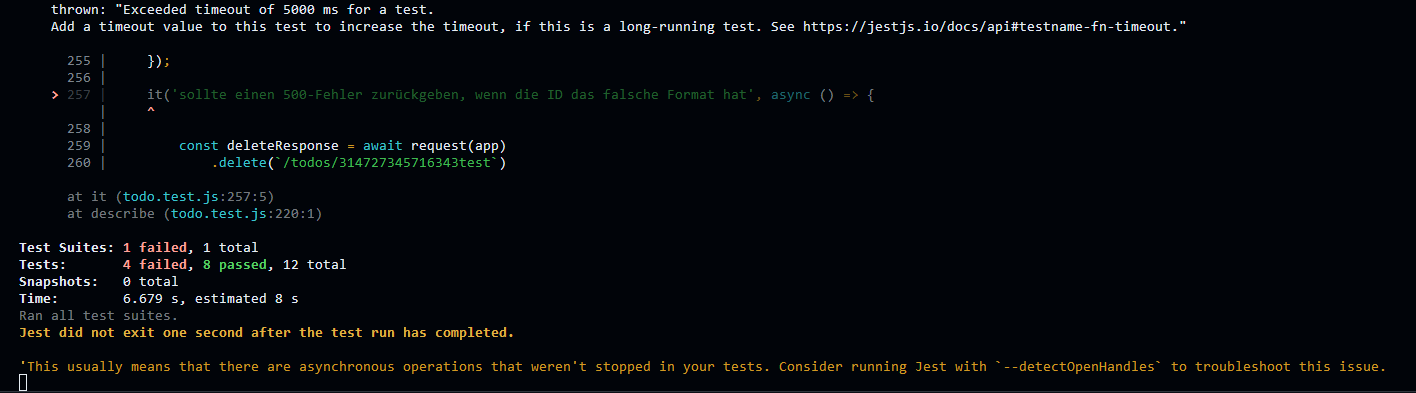 thrown: "Exceeded timeout of 5000 ms for a test.
Add a timeout value to this test to increase the timeout, if this is a long-running test. See https://jestjs.io/docs/api#testname-fn-timeout."
255 |     });
256 |
> 257 |     it('sollte einen 500-Fehler zurückgeben, wenn die ID das falsche Format hat', async () => {
|     ^
258 |
259 |         const deleteResponse = await request(app)
260 |             .delete(`/todos/314727345716343test`)
at it (todo.test.js:257:5)
at describe (todo.test.js:220:1)
Test Suites: 1 failed, 1 total
Tests:       4 failed, 8 passed, 12 total
Snapshots:   0 total
Time:        6.679 s, estimated 8 s
Ran all test suites.
Jest did not exit one second after the test run has completed.
'This usually means that there are asynchronous operations that weren't stopped in your tests. Consider running Jest with `--detectOpenHandles` to troubleshoot this issue.